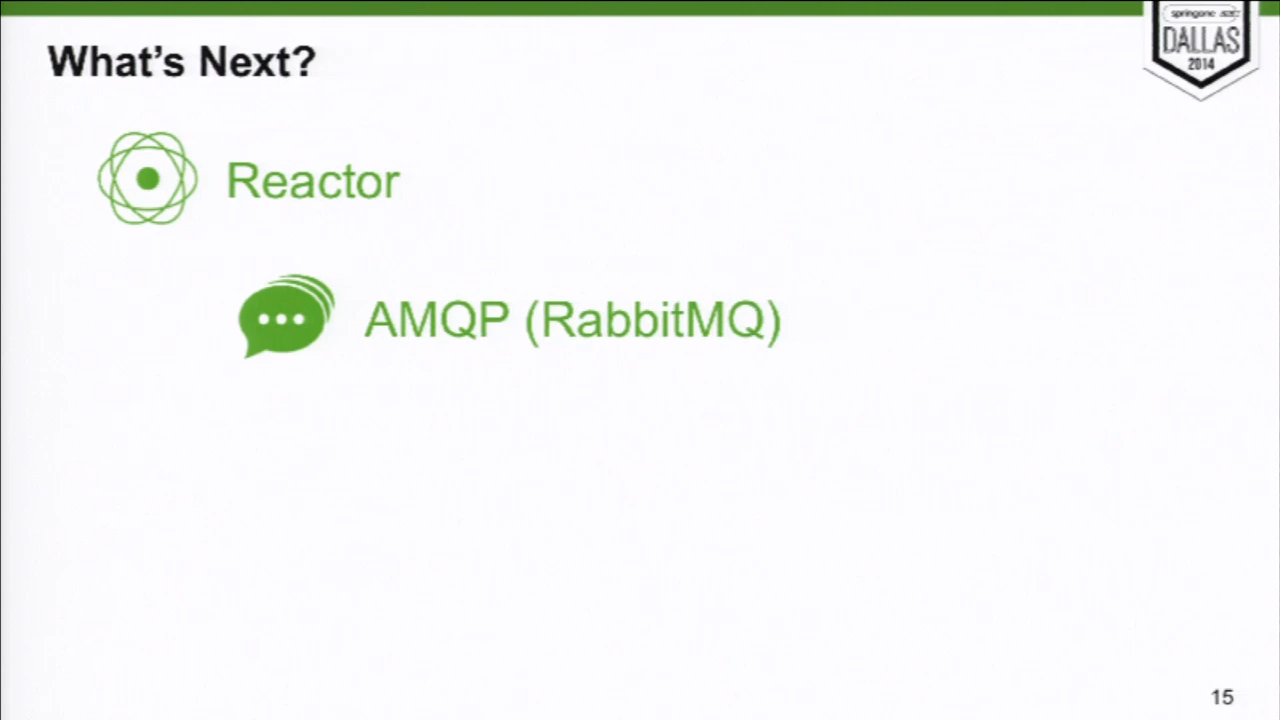 What's Next?
springone 2GX
DALLAS
2014
Reactor
AMQP (RabbitMQ)
15